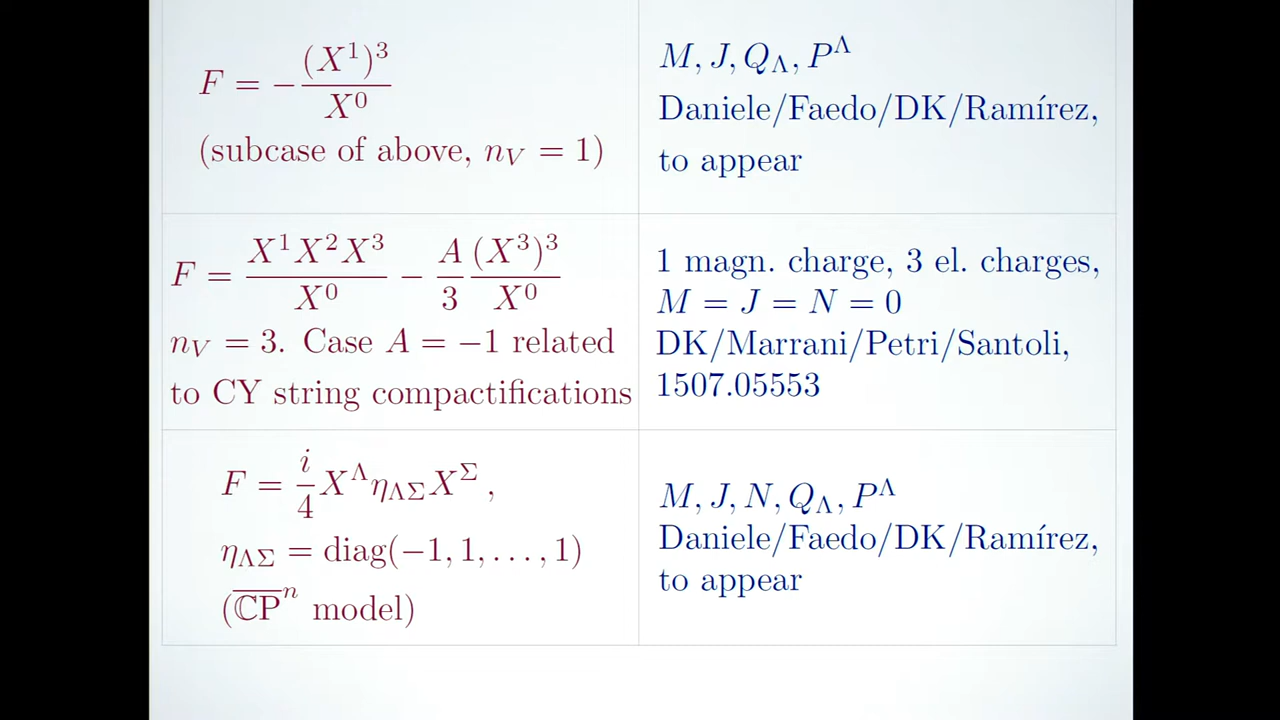 F = −(X¹)³/X⁰
(subcase of above, n_V = 1)
M, J, Q_Λ, P^Λ
Daniele/Faedo/DK/Ramírez,
to appear
F = X¹X²X³/X⁰ − A/3 (X³)³/X⁰
n_V = 3. Case A = −1 related
to CY string compactifications
1 magn. charge, 3 el. charges,
M = J = N = 0
DK/Marrani/Petri/Santoli,
1507.05553
F = i/4 X^Λ η_ΛΣ X^Σ ,
η_ΛΣ = diag(−1, 1, . . . , 1)
(\overline{ℂP}^n model)
M, J, N, Q_Λ, P^Λ
Daniele/Faedo/DK/Ramírez,
to appear